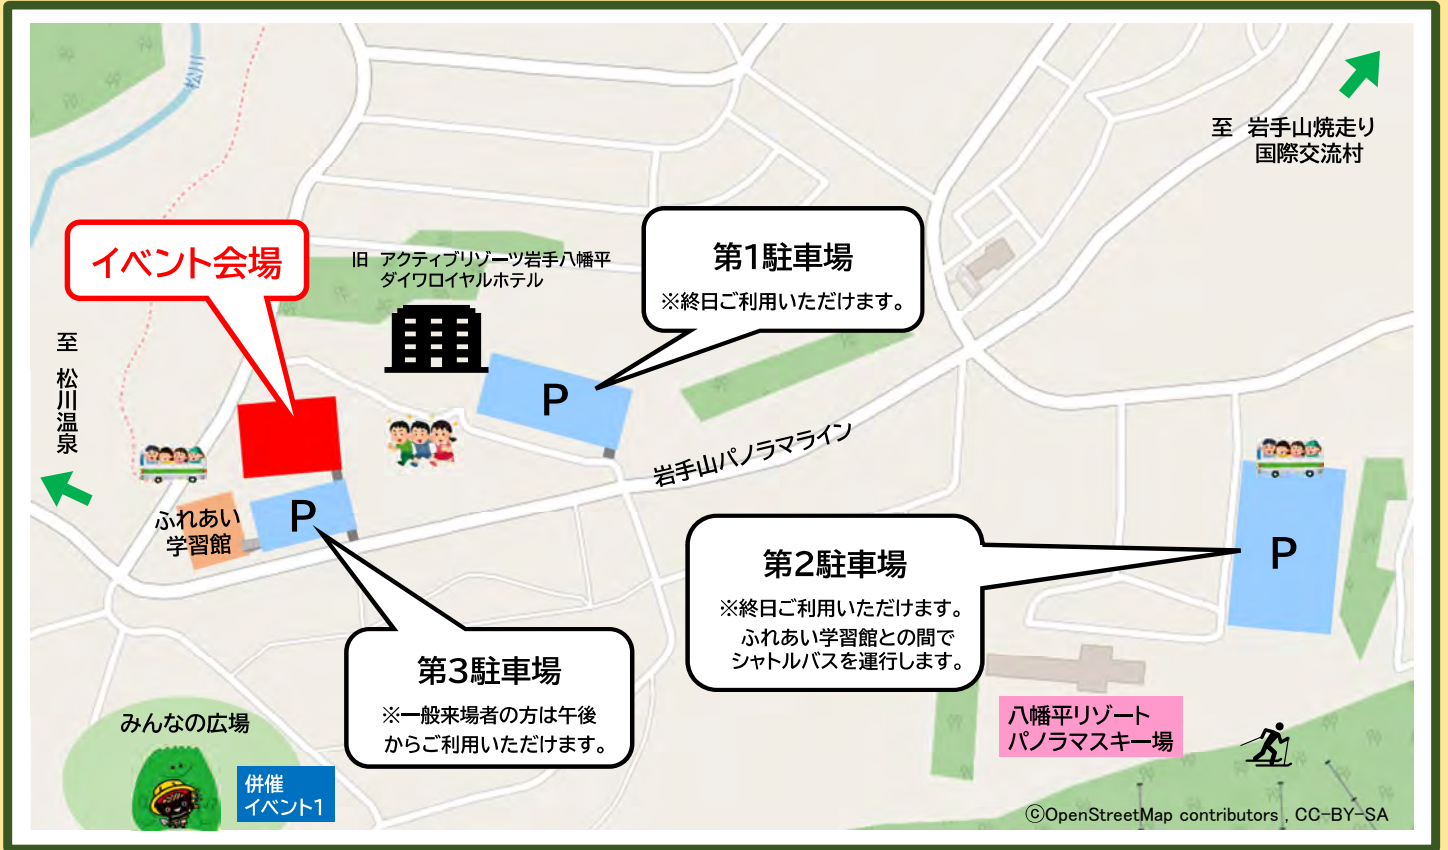 松川
至 岩手山焼走り
国際交流村
イベント会場
旧 アクティブリゾーツ岩手八幡平
ダイワロイヤルホテル
第1駐車場
※終日ご利用いただけます。
至 松川温泉
P
岩手山パノラマライン
ふれあい
学習館
P
第2駐車場
※終日ご利用いただけます。
ふれあい学習館との間で
シャトルバスを運行します。
P
第3駐車場
※一般来場者の方は午後
からご利用いただけます。
みんなの広場
併催
イベント1
八幡平リゾート
パノラマスキー場
ⒸOpenStreetMap contributors , CC-BY-SA